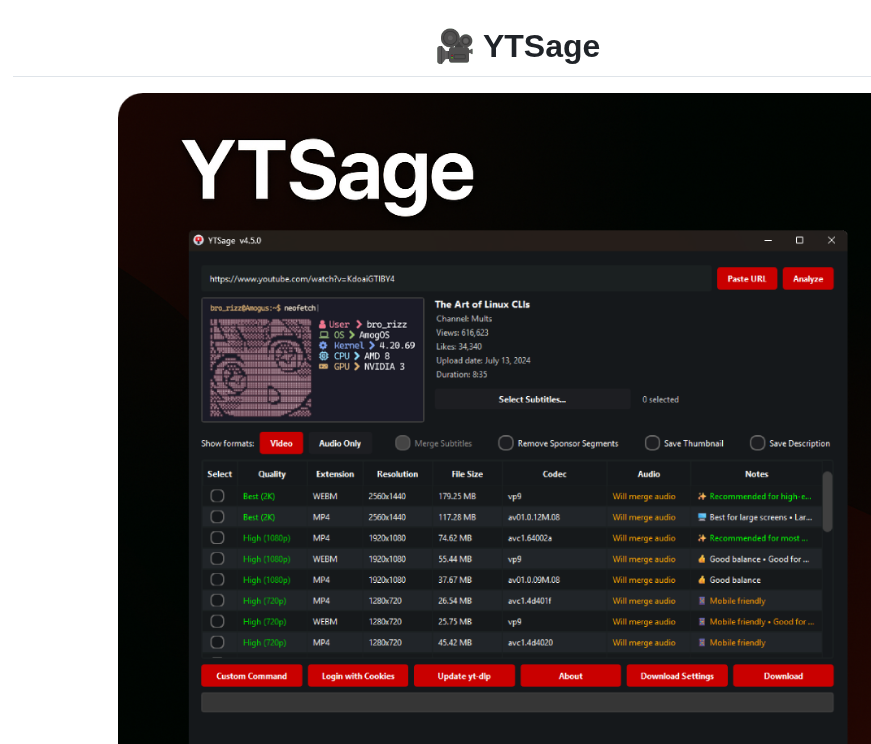 🎥 YTSage
YTSage
YTSage v4.5.0
https://www.youtube.com/watch?v=KdoaiGTIBY4 Paste URL Analyze
bro_rizz@Amogus:~$ neofetch
User bro_rizz
OS AmogOS
Kernel 4.20.69
CPU AMD 8
GPU NVIDIA 3
The Art of Linux CLIs
Channel: Mults
Views: 616,623
Likes: 34,340
Upload date: July 13, 2024
Duration: 8:35
Select Subtitles... 0 selected
Show formats: Video Audio Only Merge Subtitles Remove Sponsor Segments Save Thumbnail Save Description
Select Quality Extension Resolution File Size Codec Audio Notes
Best (2K) WEBM 2560x1440 179.25 MB vp9 Will merge audio ✨ Recommended for high-e...
Best (2K) MP4 2560x1440 117.28 MB av01.0.12M.08 Will merge audio 🖥️ Best for large screens • Lar...
High (1080p) MP4 1920x1080 74.62 MB avc1.64002a Will merge audio ✨ Recommended for most ...
High (1080p) WEBM 1920x1080 55.44 MB vp9 Will merge audio 💰 Good balance • Good for ...
High (1080p) MP4 1920x1080 37.67 MB av01.0.09M.08 Will merge audio 💰 Good balance
High (720p) MP4 1280x720 26.54 MB avc1.4d401f Will merge audio 📱 Mobile friendly
High (720p) WEBM 1280x720 25.75 MB vp9 Will merge audio 📱 Mobile friendly • Good for ...
High (720p) MP4 1280x720 45.42 MB avc1.4d4020 Will merge audio 📱 Mobile friendly
Custom Command Login with Cookies Update yt-dlp About Download Settings Download